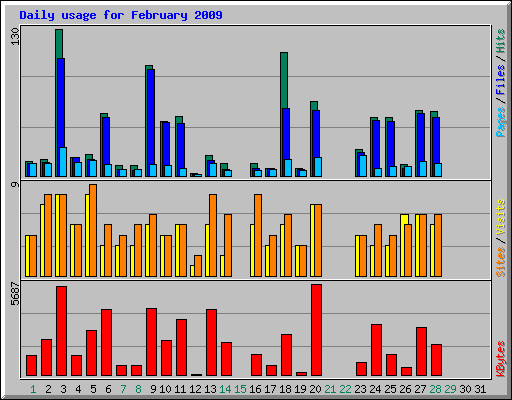 Daily usage for February 2009
130
Pages / Files / Hits
9
Sites / Visits
5687
KBytes
1 2 3 4 5 6 7 8 9 10 11 12 13 14 15 16 17 18 19 20 21 22 23 24 25 26 27 28 29 30 31